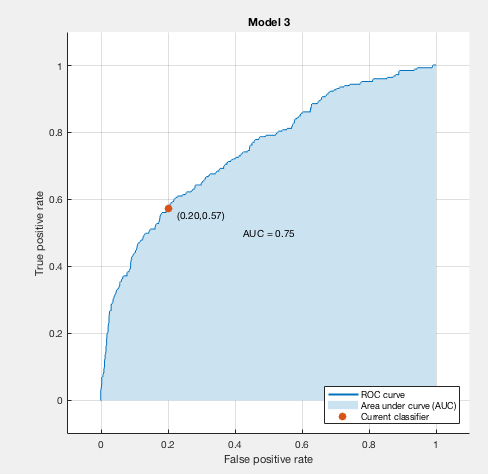 Model 3
1
0.8
0.6
0.4
0.2
0
True positive rate
(0.20,0.57)
AUC = 0.75
ROC curve
Area under curve (AUC)
Current classifier
0 0.2 0.4 0.6 0.8 1
False positive rate